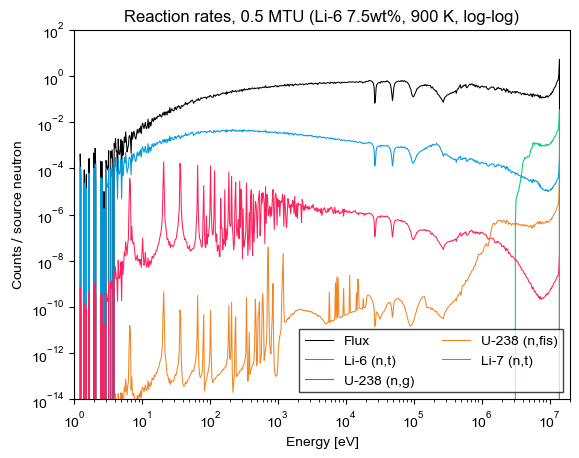 Reaction rates, 0.5 MTU (Li-6 7.5wt%, 900 K, log-log)
Counts / source neutron
10^2
10^0
10^-2
10^-4
10^-6
10^-8
10^-10
10^-12
10^-14
Flux
Li-6 (n,t)
U-238 (n,g)
U-238 (n,fis)
Li-7 (n,t)
10^0 10^1 10^2 10^3 10^4 10^5 10^6 10^7
Energy [eV]